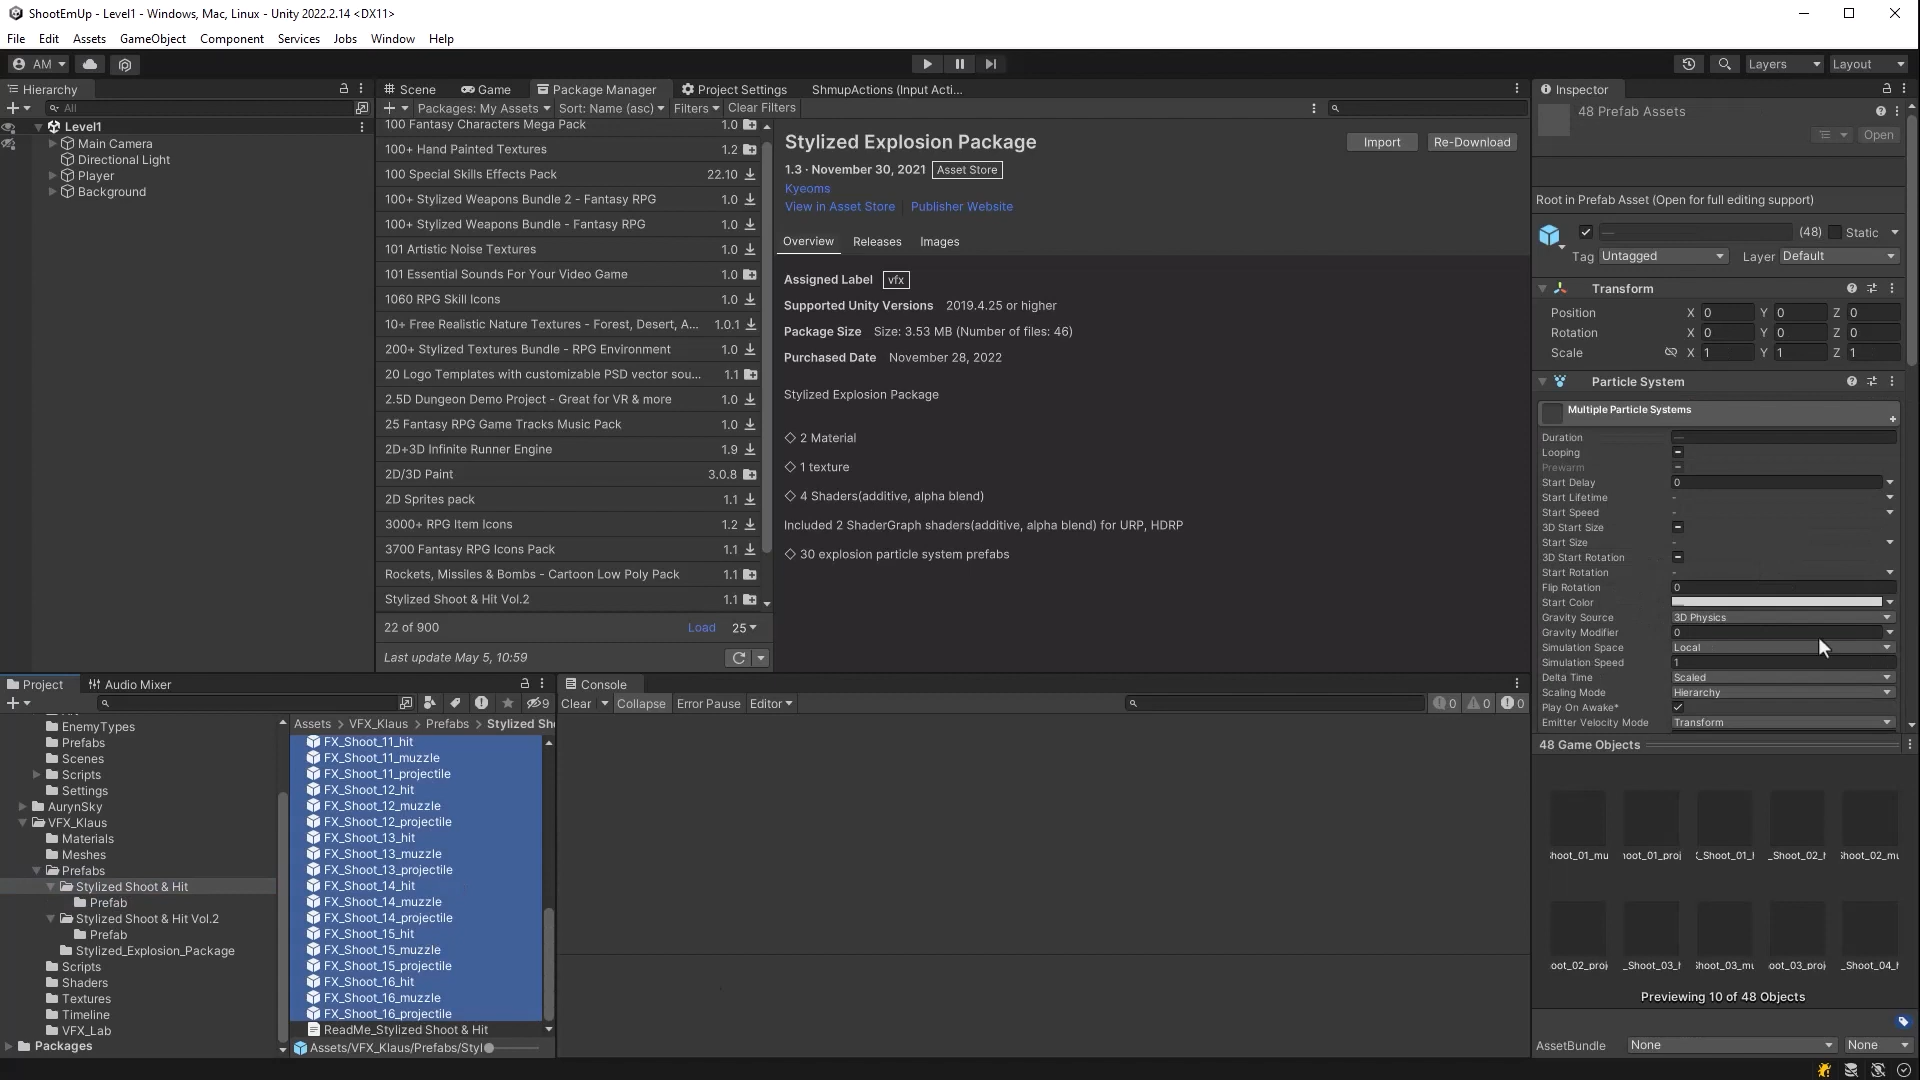 ShootEmUp - Level1 - Windows, Mac, Linux - Unity 2022.2.14 <DX11>
File Edit Assets GameObject Component Services Jobs Window Help
AM
Layers
Layout
Hierarchy
All
Level1
Main Camera
Directional Light
Player
Background
Scene Game Package Manager Project Settings ShmupActions (Input Acti...
Packages: My Assets Sort: Name (asc) Filters Clear Filters
100 Fantasy Characters Mega Pack 1.0
100+ Hand Painted Textures 1.2
100 Special Skills Effects Pack 22.10
100+ Stylized Weapons Bundle 2 - Fantasy RPG 1.0
100+ Stylized Weapons Bundle - Fantasy RPG 1.0
101 Artistic Noise Textures 1.0
101 Essential Sounds For Your Video Game 1.0
1060 RPG Skill Icons 1.0
10+ Free Realistic Nature Textures - Forest, Desert, A... 1.0.1
200+ Stylized Textures Bundle - RPG Environment 1.0
20 Logo Templates with customizable PSD vector sou... 1.1
2.5D Dungeon Demo Project - Great for VR & more 1.0
25 Fantasy RPG Game Tracks Music Pack 1.0
2D+3D Infinite Runner Engine 1.9
2D/3D Paint 3.0.8
2D Sprites pack 1.1
3000+ RPG Item Icons 1.2
3700 Fantasy RPG Icons Pack 1.1
Rockets, Missiles & Bombs - Cartoon Low Poly Pack 1.1
Stylized Shoot & Hit Vol.2 1.1
22 of 900 Load 25
Last update May 5, 10:59
Stylized Explosion Package
Import Re-Download
1.3 · November 30, 2021 Asset Store
Kyeoms
View in Asset Store Publisher Website
Overview Releases Images
Assigned Label vfx
Supported Unity Versions 2019.4.25 or higher
Package Size Size: 3.53 MB (Number of files: 46)
Purchased Date November 28, 2022
Stylized Explosion Package
◇ 2 Material
◇ 1 texture
◇ 4 Shaders(additive, alpha blend)
Included 2 ShaderGraph shaders(additive, alpha blend) for URP, HDRP
◇ 30 explosion particle system prefabs
Inspector
48 Prefab Assets
Open
Root in Prefab Asset (Open for full editing support)
— (48) Static
Tag Untagged Layer Default
Transform
Position X 0 Y 0 Z 0
Rotation X 0 Y 0 Z 0
Scale X 1 Y 1 Z 1
Particle System
Multiple Particle Systems
Duration —
Looping
Prewarm
Start Delay 0
Start Lifetime -
Start Speed -
3D Start Size
Start Size -
3D Start Rotation
Start Rotation -
Flip Rotation 0
Start Color
Gravity Source 3D Physics
Gravity Modifier 0
Simulation Space Local
Simulation Speed 1
Delta Time Scaled
Scaling Mode Hierarchy
Play On Awake*
Emitter Velocity Mode Transform
48 Game Objects
Shoot_02_mu
Previewing 10 of 48 Objects
AssetBundle None None
Project Audio Mixer
9
EnemyTypes
Prefabs
Scenes
Scripts
Settings
AurynSky
VFX_Klaus
Materials
Meshes
Prefabs
Stylized Shoot & Hit
Prefab
Stylized Shoot & Hit Vol.2
Prefab
Stylized_Explosion_Package
Scripts
Shaders
Textures
Timeline
VFX_Lab
Packages
Assets > VFX_Klaus > Prefabs > Stylized Sh
FX_Shoot_11_hit
FX_Shoot_11_muzzle
FX_Shoot_11_projectile
FX_Shoot_12_hit
FX_Shoot_12_muzzle
FX_Shoot_12_projectile
FX_Shoot_13_hit
FX_Shoot_13_muzzle
FX_Shoot_13_projectile
FX_Shoot_14_hit
FX_Shoot_14_muzzle
FX_Shoot_14_projectile
FX_Shoot_15_hit
FX_Shoot_15_muzzle
FX_Shoot_15_projectile
FX_Shoot_16_hit
FX_Shoot_16_muzzle
FX_Shoot_16_projectile
ReadMe_Stylized Shoot & Hit
Assets/VFX_Klaus/Prefabs/Styl
Console
Clear Collapse Error Pause Editor
0 0 0